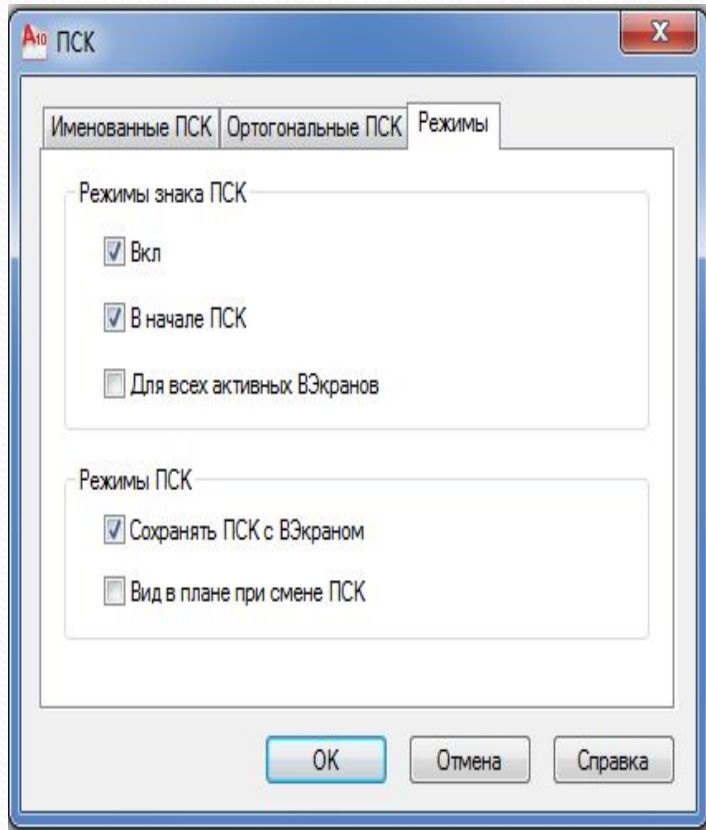 A10 ПСК X
Именованные ПСК Ортогональные ПСК Режимы
Режимы знака ПСК
Вкл
В начале ПСК
Для всех активных ВЭкранов
Режимы ПСК
Сохранять ПСК с ВЭкраном
Вид в плане при смене ПСК
OK Отмена Справка